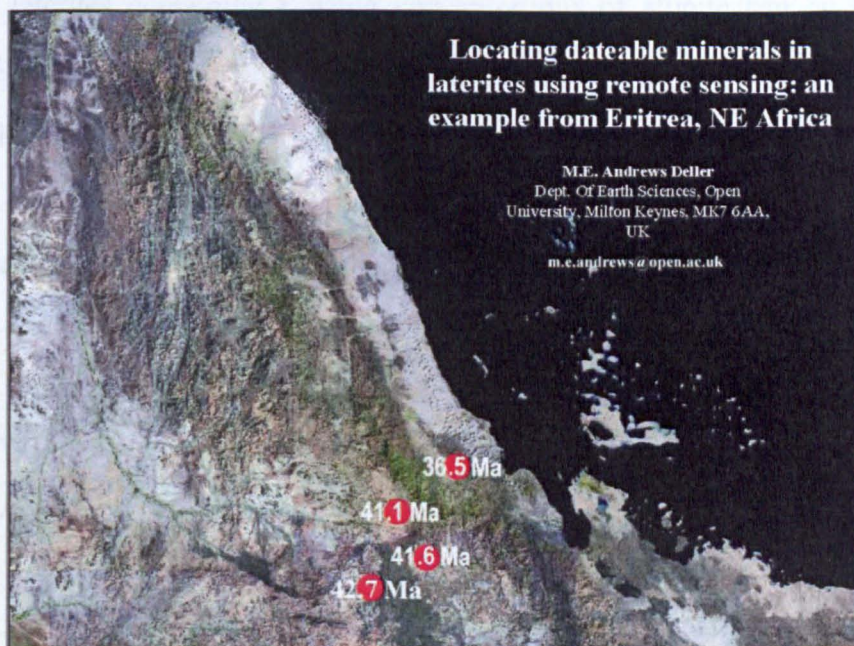 Locating dateable minerals in
laterites using remote sensing: an
example from Eritrea, NE Africa
M.E. Andrews Deller
Dept. Of Earth Sciences, Open
University, Milton Keynes, MK7 6AA,
UK
m.e.andrews@open.ac.uk
36.5 Ma
41.1 Ma
41.6 Ma
42.7 Ma